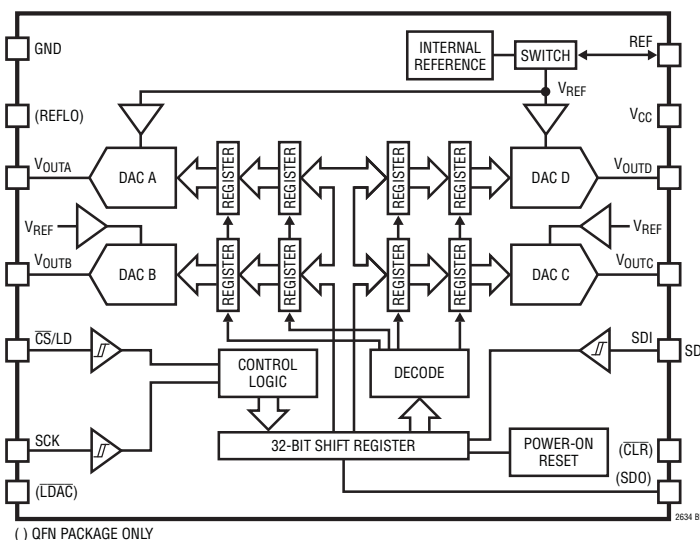 GND
INTERNAL
REFERENCE
SWITCH
REF
VREF
(REFLO)
VCC
VOUTA
DAC A
REGISTER
REGISTER
REGISTER
REGISTER
DAC D
VOUTD
VREF
VREF
VOUTB
DAC B
REGISTER
REGISTER
REGISTER
REGISTER
DAC C
VOUTC
CS/LD
CONTROL
LOGIC
DECODE
SDI
SD
SCK
32-BIT SHIFT REGISTER
POWER-ON
RESET
(CLR)
(LDAC)
(SDO)
2634 B
( ) QFN PACKAGE ONLY